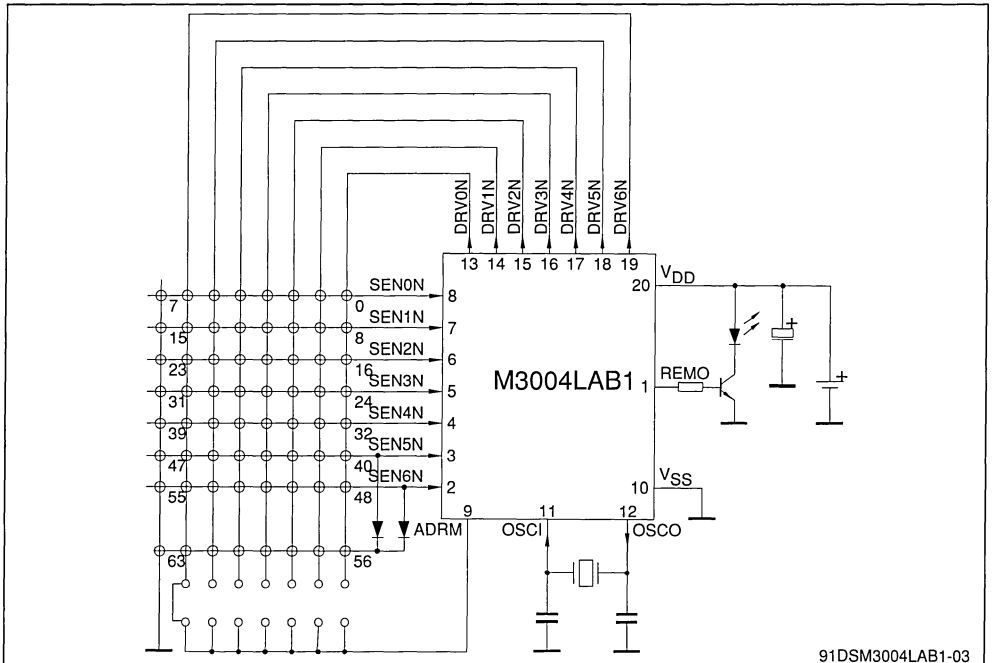 DRV0N
DRV1N
DRV2N
DRV3N
DRV4N
DRV5N
DRV6N
13 14 15 16 17 18 19
7 0 SEN0N 8
15 8 SEN1N 7
23 16 SEN2N 6
31 24 SEN3N 5
39 32 SEN4N 4
47 40 SEN5N 3
55 48 SEN6N 2
63 56
M3004LAB1
20 VDD
+
+
1 REMO
10 VSS
ADRM 9
OSCI 11
12 OSCO
91DSM3004LAB1-03